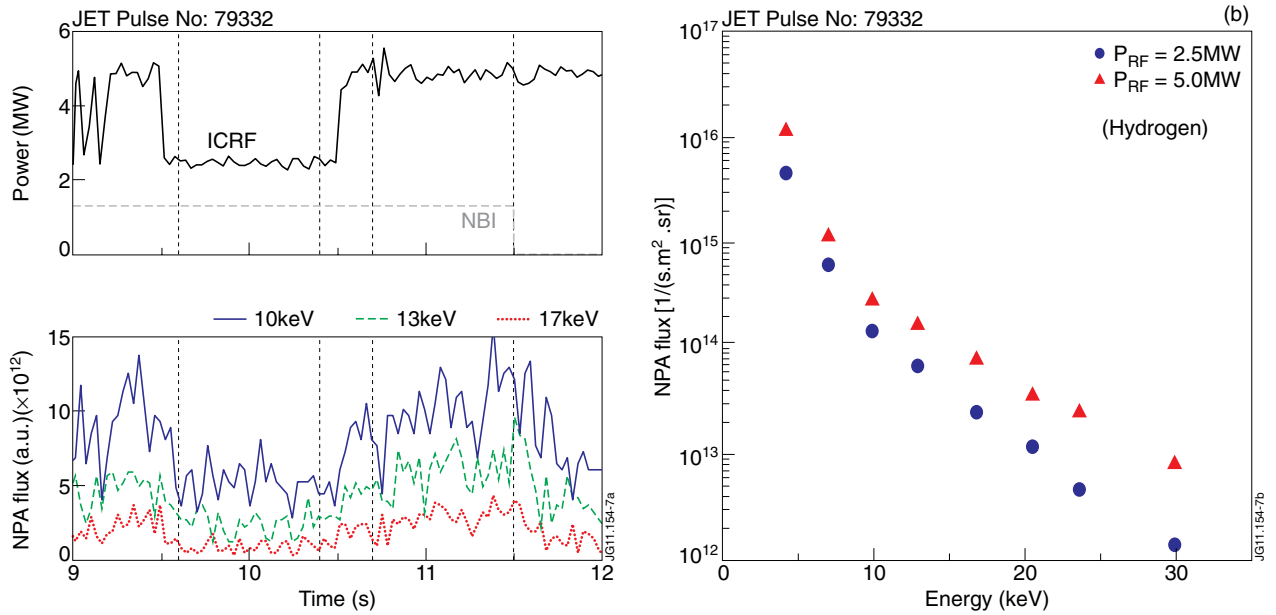 JET Pulse No: 79332
6
4
2
0
Power (MW)
ICRF
NBI
10keV 13keV 17keV
15
10
5
0
NPA flux (a.u.)(×10¹²)
9 10 11 12
Time (s)
JG11.154-7a
JET Pulse No: 79332
(b)
P_RF = 2.5MW
P_RF = 5.0MW
(Hydrogen)
10¹⁷
10¹⁶
10¹⁵
10¹⁴
10¹³
10¹²
NPA flux [1/(s.m² .sr)]
0 10 20 30
Energy (keV)
JG11.154-7b